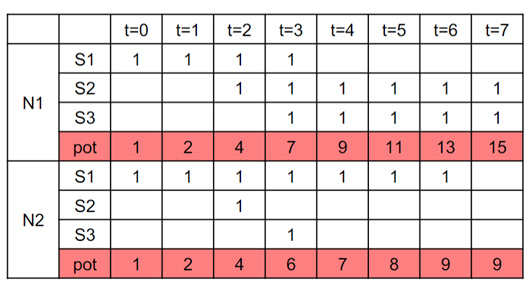 t=0 t=1 t=2 t=3 t=4 t=5 t=6 t=7
N1
S1 1 1 1 1
S2 1 1 1 1 1 1
S3 1 1 1 1 1
pot 1 2 4 7 9 11 13 15
N2
S1 1 1 1 1 1 1 1
S2 1
S3 1
pot 1 2 4 6 7 8 9 9